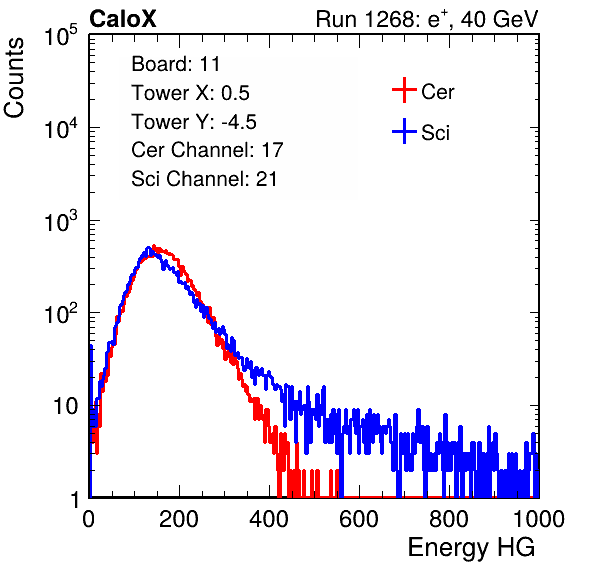 CaloX Run 1268: e⁺, 40 GeV
Counts
Board: 11
Tower X: 0.5
Tower Y: -4.5
Cer Channel: 17
Sci Channel: 21
Cer
Sci
10⁵
10⁴
10³
10²
10
1
0 200 400 600 800 1000
Energy HG